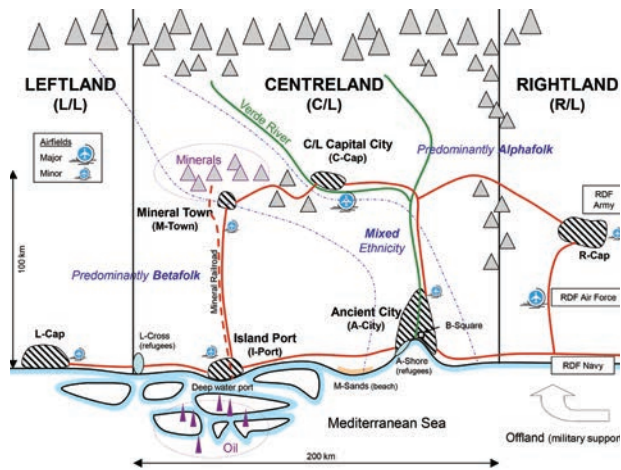 LEFTLAND
(L/L)
CENTRELAND
(C/L)
RIGHTLAND
(R/L)
Airfields
Major
Minor
Verde River
Minerals
C/L Capital City
(C-Cap)
Predominantly Alphafolk
Mineral Town
(M-Town)
RDF
Army
100 km
Mixed
Ethnicity
R-Cap
Predominantly Betafolk
Mineral Railroad
Ancient City
(A-City)
B-Square
RDF Air Force
L-Cap
L-Cross
(refugees)
Island Port
(I-Port)
Deep water port
M-Sands (beach)
A-Shore
(refugees)
RDF Navy
Oil
Mediterranean Sea
Offland (military support)
200 km